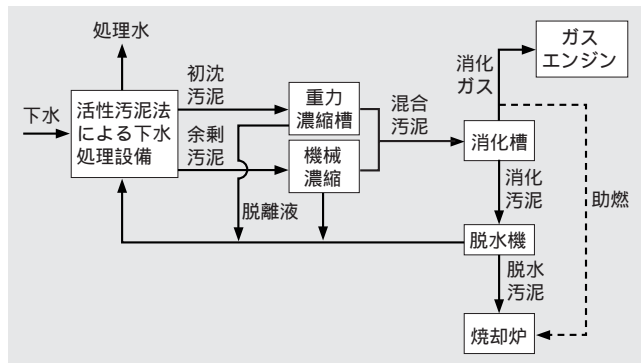 処理水
下水
活性汚泥法
による下水
処理設備
初沈
汚泥
余剰
汚泥
重力
濃縮槽
機械
濃縮
脱離液
混合
汚泥
消化
ガス
ガス
エンジン
消化槽
消化
汚泥
助燃
脱水機
脱水
汚泥
焼却炉